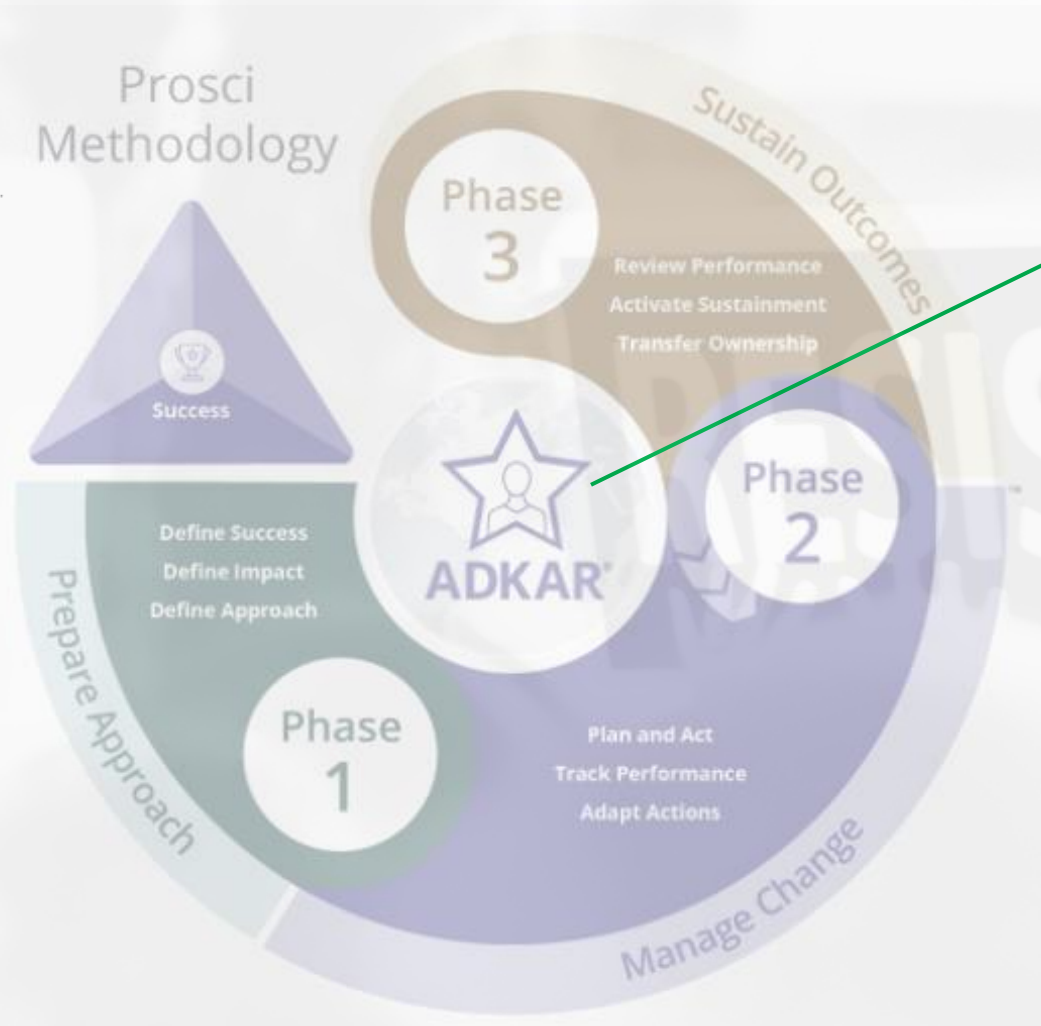 Prosci
Methodology
Success
Phase
3
Sustain Outcomes
Review Performance
Activate Sustainment
Transfer Ownership
ADKAR®
Phase
2
™
Define Success
Define Impact
Define Approach
Prepare Approach
Phase
1
Plan and Act
Track Performance
Adapt Actions
Manage Change